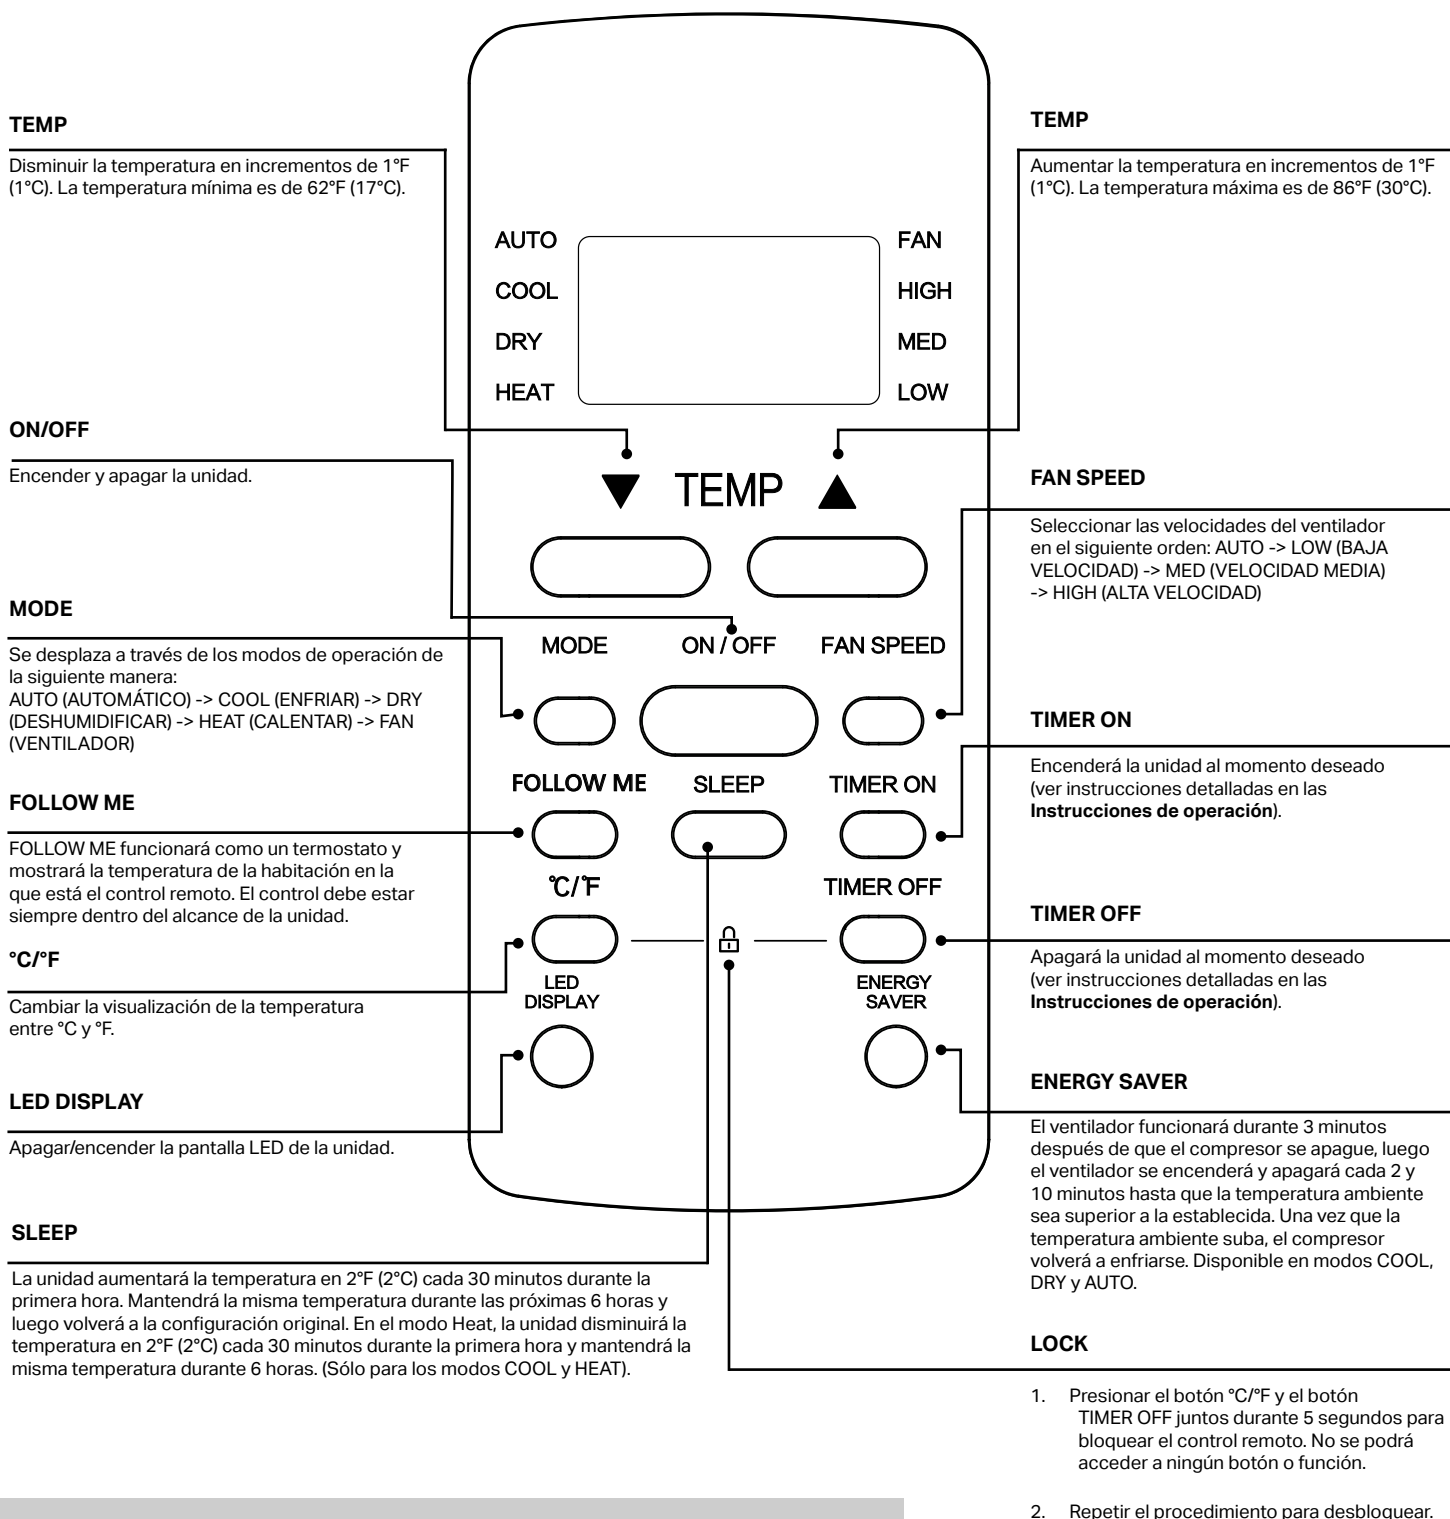 TEMP
Disminuir la temperatura en incrementos de 1°F
(1°C). La temperatura mínima es de 62°F (17°C).
ON/OFF
Encender y apagar la unidad.
MODE
Se desplaza a través de los modos de operación de
la siguiente manera:
AUTO (AUTOMÁTICO) -> COOL (ENFRIAR) -> DRY
(DESHUMIDIFICAR) -> HEAT (CALENTAR) -> FAN
(VENTILADOR)
FOLLOW ME
FOLLOW ME funcionará como un termostato y
mostrará la temperatura de la habitación en la
que está el control remoto. El control debe estar
siempre dentro del alcance de la unidad.
°C/°F
Cambiar la visualización de la temperatura
entre °C y °F.
LED DISPLAY
Apagar/encender la pantalla LED de la unidad.
SLEEP
La unidad aumentará la temperatura en 2°F (2°C) cada 30 minutos durante la
primera hora. Mantendrá la misma temperatura durante las próximas 6 horas y
luego volverá a la configuración original. En el modo Heat, la unidad disminuirá la
temperatura en 2°F (2°C) cada 30 minutos durante la primera hora y mantendrá la
misma temperatura durante 6 horas. (Sólo para los modos COOL y HEAT).
AUTO
COOL
DRY
HEAT
FAN
HIGH
MED
LOW
▼ TEMP ▲
MODE ON / OFF FAN SPEED
FOLLOW ME SLEEP TIMER ON
°C/°F TIMER OFF
LED
DISPLAY
ENERGY
SAVER
TEMP
Aumentar la temperatura en incrementos de 1°F
(1°C). La temperatura máxima es de 86°F (30°C).
FAN SPEED
Seleccionar las velocidades del ventilador
en el siguiente orden: AUTO -> LOW (BAJA
VELOCIDAD) -> MED (VELOCIDAD MEDIA)
-> HIGH (ALTA VELOCIDAD)
TIMER ON
Encenderá la unidad al momento deseado
(ver instrucciones detalladas en las
Instrucciones de operación).
TIMER OFF
Apagará la unidad al momento deseado
(ver instrucciones detalladas en las
Instrucciones de operación).
ENERGY SAVER
El ventilador funcionará durante 3 minutos
después de que el compresor se apague, luego
el ventilador se encenderá y apagará cada 2 y
10 minutos hasta que la temperatura ambiente
sea superior a la establecida. Una vez que la
temperatura ambiente suba, el compresor
volverá a enfriarse. Disponible en modos COOL,
DRY y AUTO.
LOCK
1. Presionar el botón °C/°F y el botón
TIMER OFF juntos durante 5 segundos para
bloquear el control remoto. No se podrá
acceder a ningún botón o función.
2. Repetir el procedimiento para desbloquear.